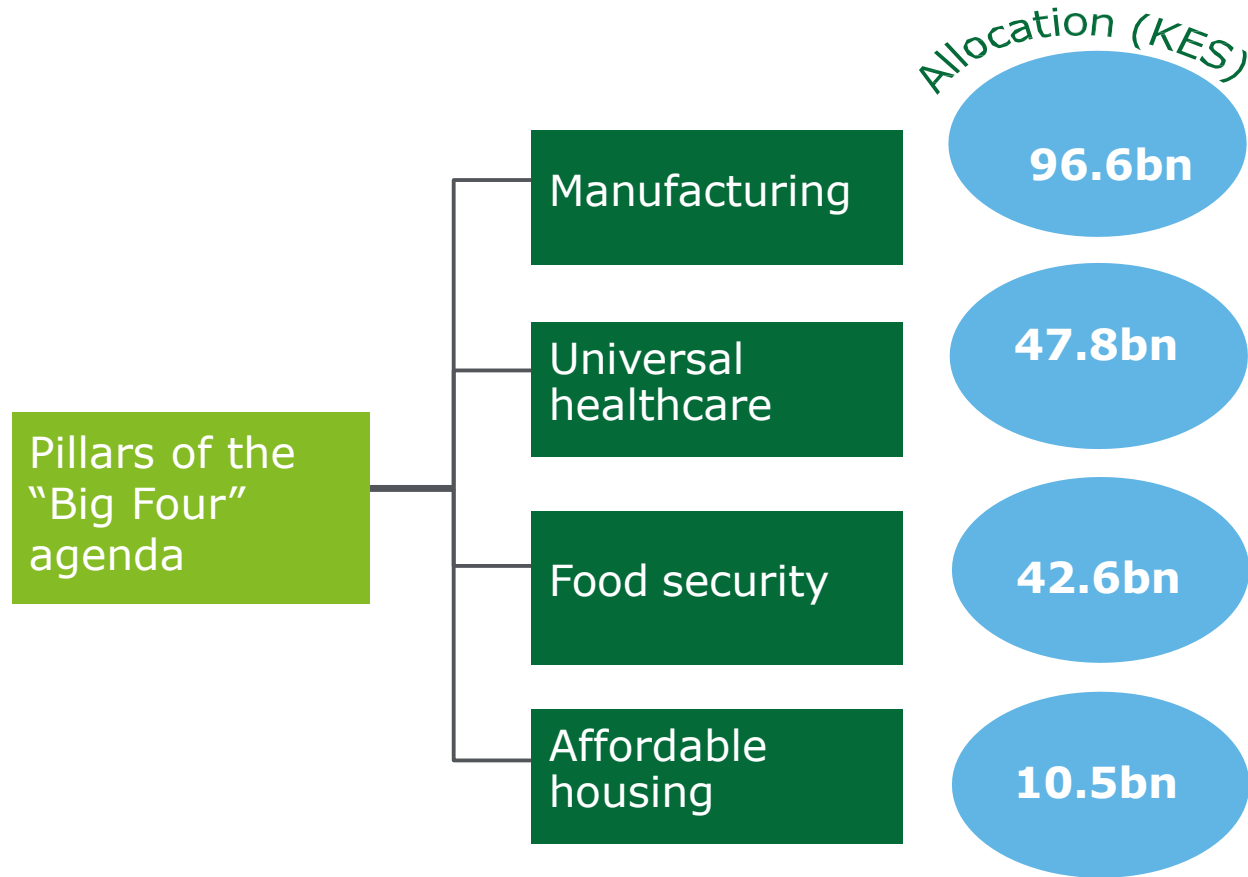 Allocation (KES)
Pillars of the
“Big Four”
agenda
Manufacturing
96.6bn
Universal
healthcare
47.8bn
Food security
42.6bn
Affordable
housing
10.5bn